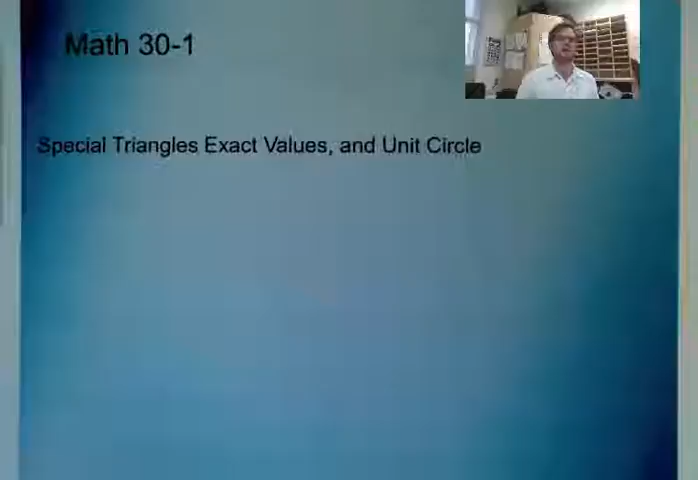 Math 30-1
Special Triangles Exact Values, and Unit Circle